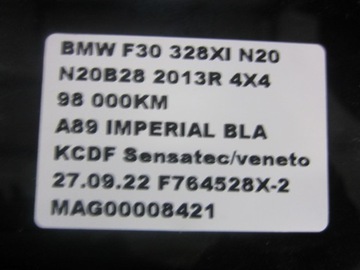 BMW F30 328XI N20
N20B28 2013R 4X4
98 000KM
A89 IMPERIAL BLA
KCDF Sensatec/veneto
27.09.22 F764528X-2
MAG00008421